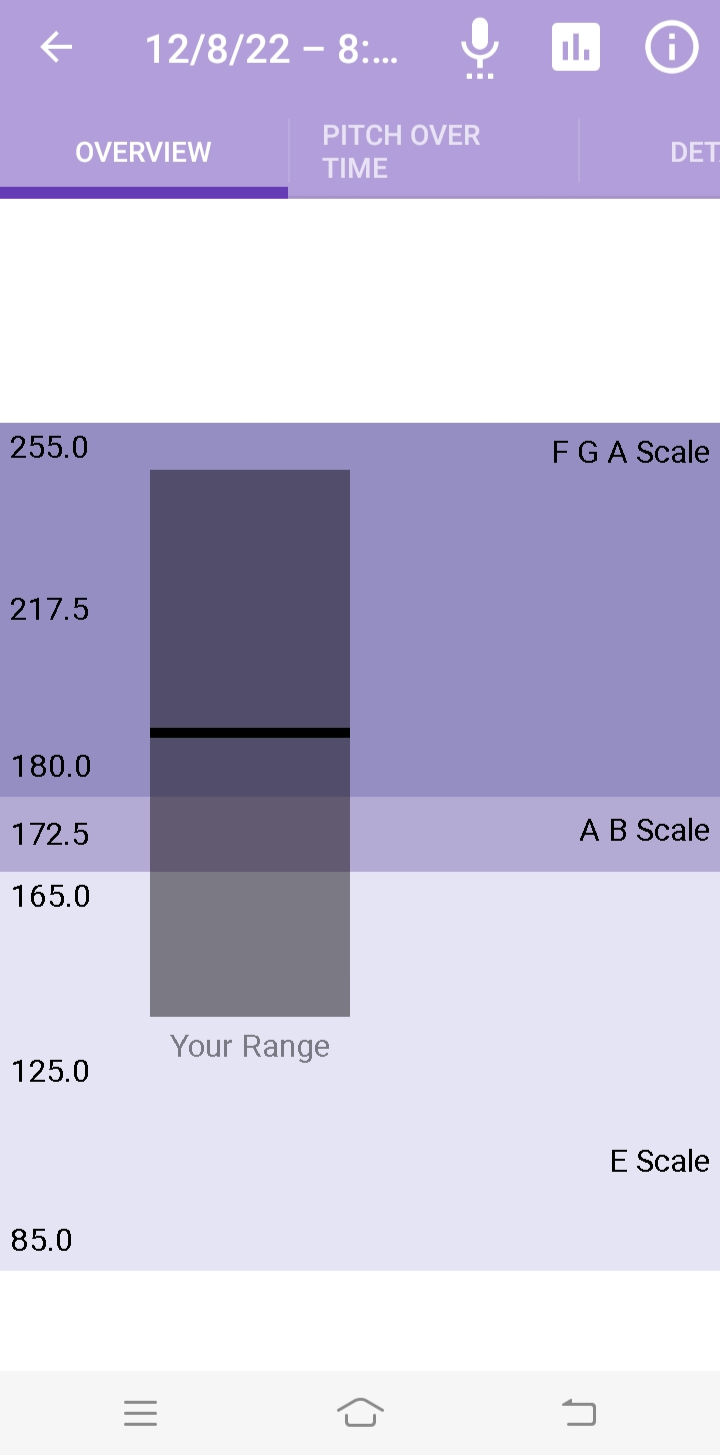 12/8/22 – 8:...
OVERVIEW
PITCH OVER
TIME
DET
255.0
F G A Scale
217.5
180.0
172.5
A B Scale
165.0
Your Range
125.0
E Scale
85.0